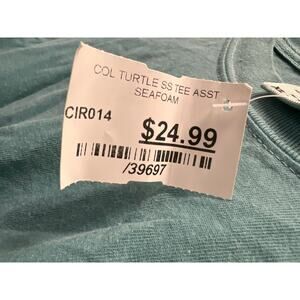 COL TURTLE SS TEE ASST
SEAFOAM
CIR014
$24.99
/39697